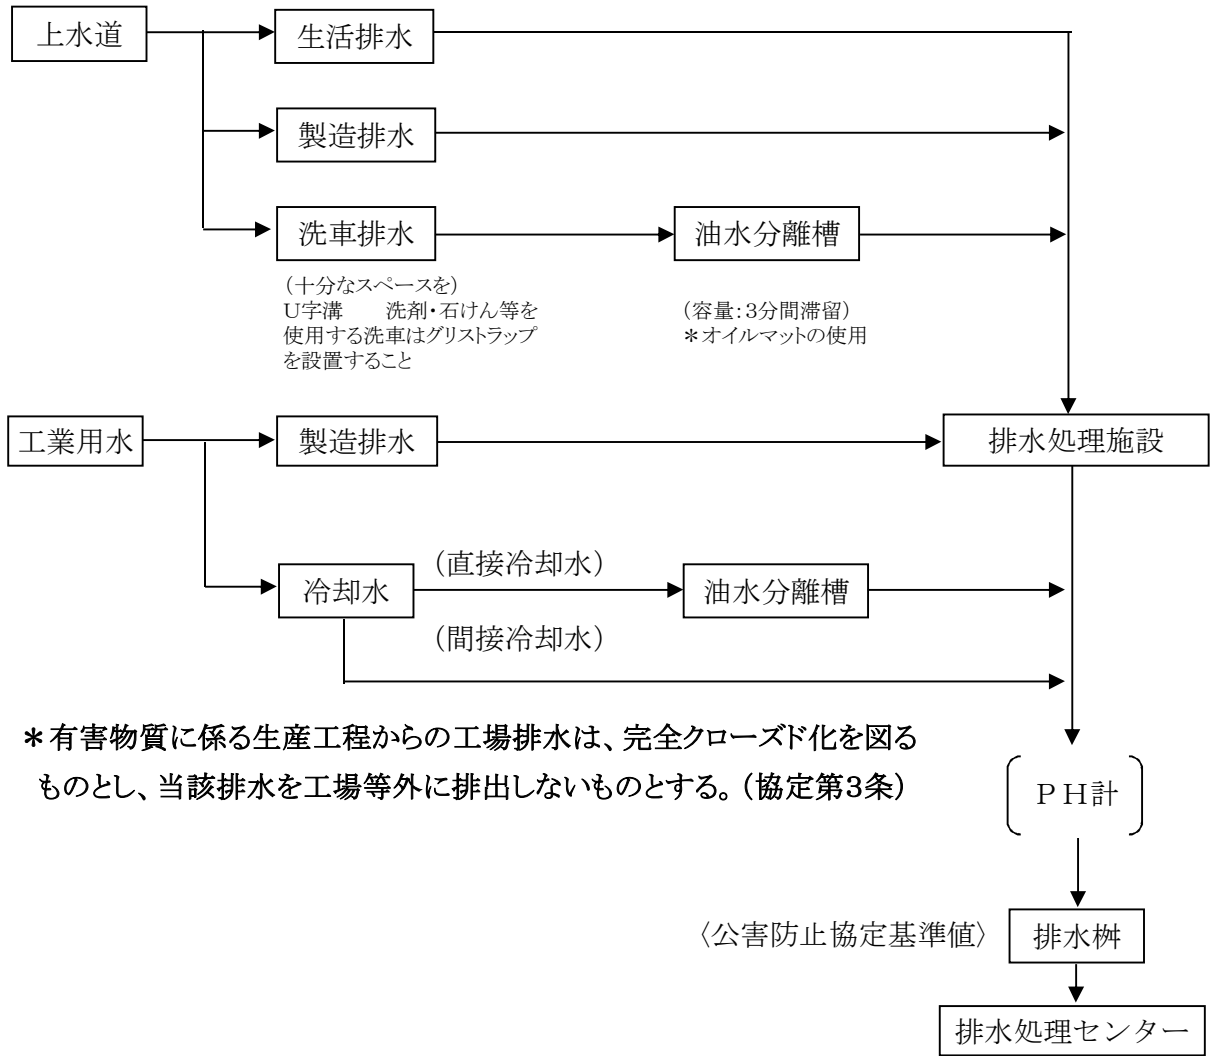 上水道
生活排水
製造排水
洗車排水
油水分離槽
（十分なスペースを）
Ｕ字溝　　洗剤・石けん等を
使用する洗車はグリストラップ
を設置すること
（容量：３分間滞留）
＊オイルマットの使用
工業用水
製造排水
排水処理施設
（直接冷却水）
冷却水
油水分離槽
（間接冷却水）
＊有害物質に係る生産工程からの工場排水は、完全クローズド化を図る
ものとし、当該排水を工場等外に排出しないものとする。（協定第３条）
ＰＨ計
〈公害防止協定基準値〉
排水桝
排水処理センター